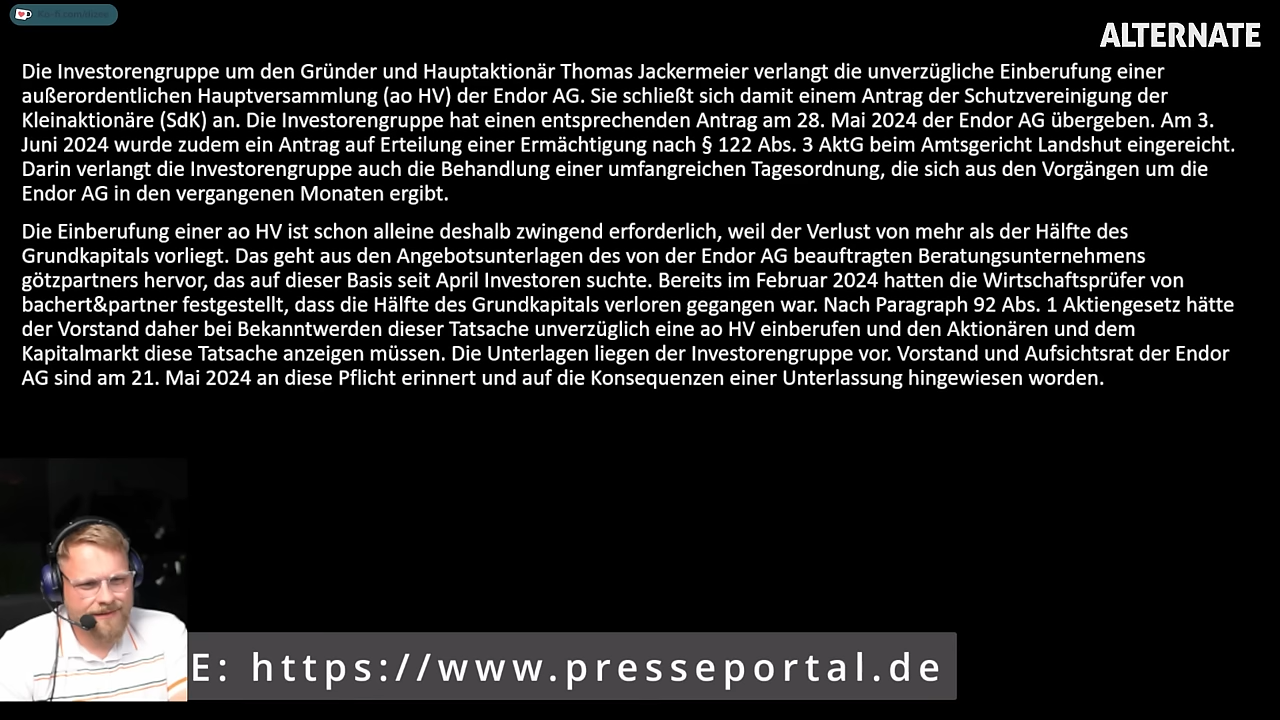 ALTERNATE
Die Investorengruppe um den Gründer und Hauptaktionär Thomas Jackermeier verlangt die unverzügliche Einberufung einer
außerordentlichen Hauptversammlung (ao HV) der Endor AG. Sie schließt sich damit einem Antrag der Schutzvereinigung der
Kleinaktionäre (SdK) an. Die Investorengruppe hat einen entsprechenden Antrag am 28. Mai 2024 der Endor AG übergeben. Am 3.
Juni 2024 wurde zudem ein Antrag auf Erteilung einer Ermächtigung nach § 122 Abs. 3 AktG beim Amtsgericht Landshut eingereicht.
Darin verlangt die Investorengruppe auch die Behandlung einer umfangreichen Tagesordnung, die sich aus den Vorgängen um die
Endor AG in den vergangenen Monaten ergibt.
Die Einberufung einer ao HV ist schon alleine deshalb zwingend erforderlich, weil der Verlust von mehr als der Hälfte des
Grundkapitals vorliegt. Das geht aus den Angebotsunterlagen des von der Endor AG beauftragten Beratungsunternehmens
götzpartners hervor, das auf dieser Basis seit April Investoren suchte. Bereits im Februar 2024 hatten die Wirtschaftsprüfer von
bachert&partner festgestellt, dass die Hälfte des Grundkapitals verloren gegangen war. Nach Paragraph 92 Abs. 1 Aktiengesetz hätte
der Vorstand daher bei Bekanntwerden dieser Tatsache unverzüglich eine ao HV einberufen und den Aktionären und dem
Kapitalmarkt diese Tatsache anzeigen müssen. Die Unterlagen liegen der Investorengruppe vor. Vorstand und Aufsichtsrat der Endor
AG sind am 21. Mai 2024 an diese Pflicht erinnert und auf die Konsequenzen einer Unterlassung hingewiesen worden.
E: https://www.presseportal.de